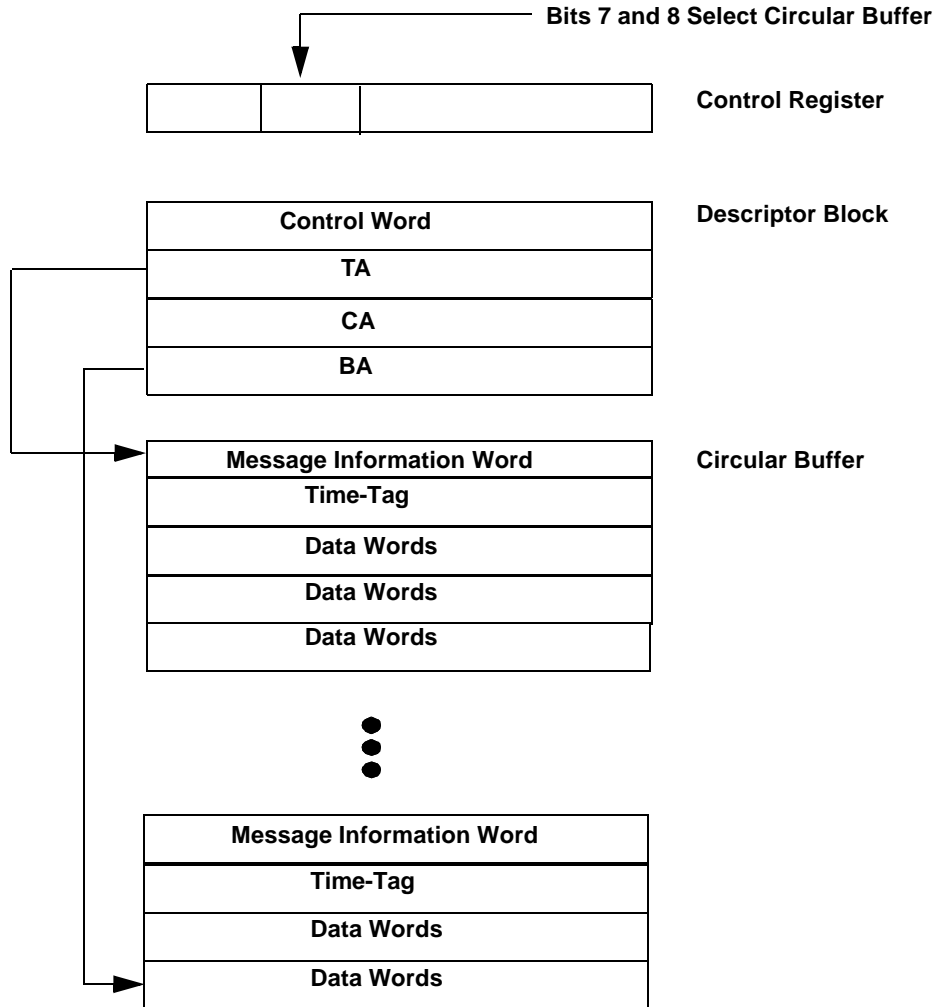 Bits 7 and 8 Select Circular Buffer
Control Register
Descriptor Block
Control Word
TA
CA
BA
Circular Buffer
Message Information Word
Time-Tag
Data Words
Data Words
Data Words
Message Information Word
Time-Tag
Data Words
Data Words